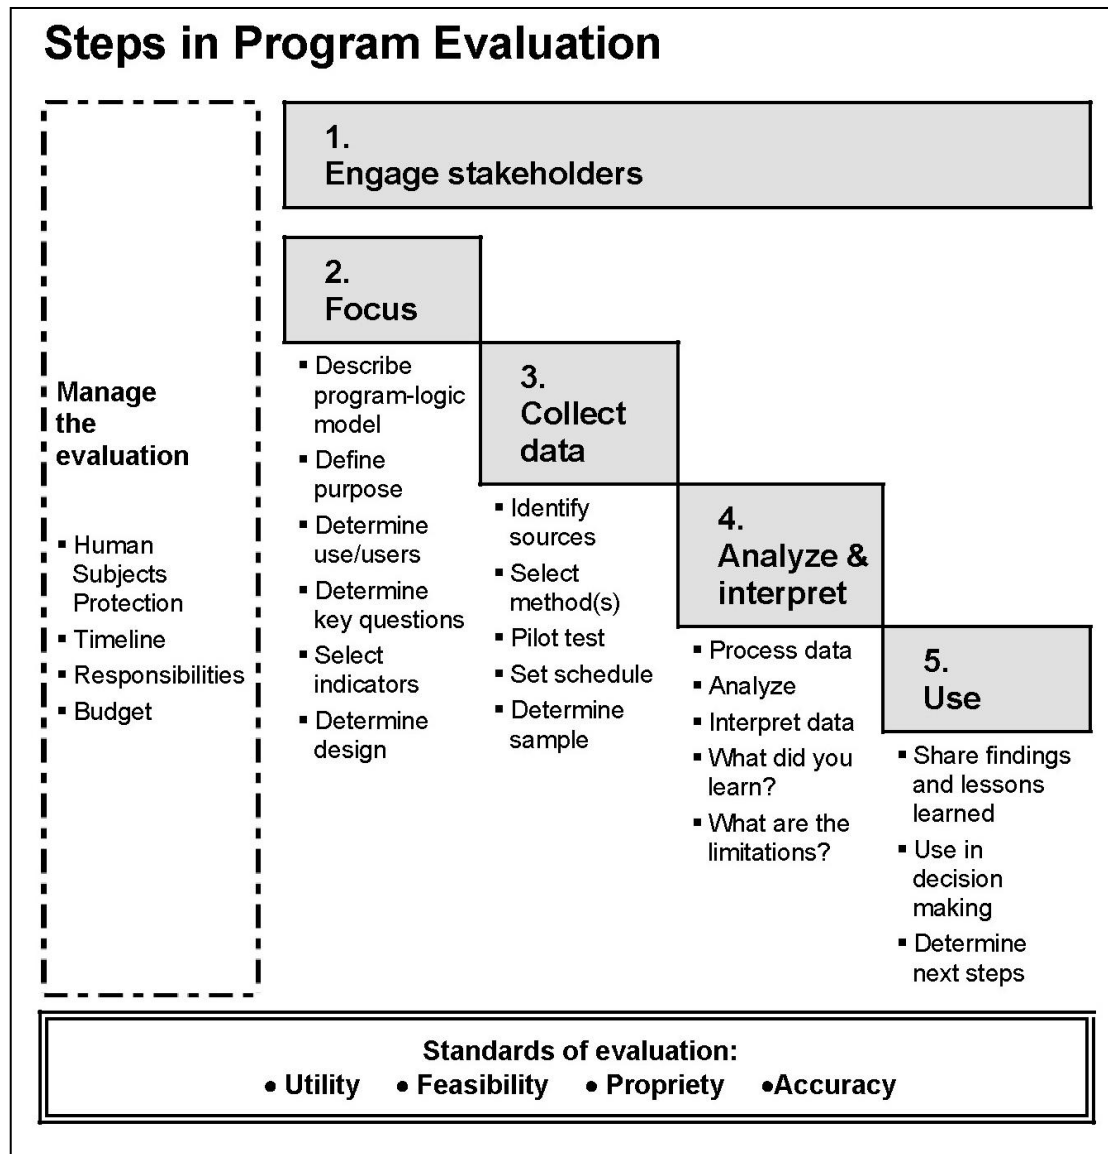 Steps in Program Evaluation
1.
Engage stakeholders
Manage
the
evaluation
▪ Human
Subjects
Protection
▪ Timeline
▪ Responsibilities
▪ Budget
2.
Focus
▪ Describe
program-logic
model
▪ Define
purpose
▪ Determine
use/users
▪ Determine
key questions
▪ Select
indicators
▪ Determine
design
3.
Collect
data
▪ Identify
sources
▪ Select
method(s)
▪ Pilot test
▪ Set schedule
▪ Determine
sample
4.
Analyze &
interpret
▪ Process data
▪ Analyze
▪ Interpret data
▪ What did you
learn?
▪ What are the
limitations?
5.
Use
▪ Share findings
and lessons
learned
▪ Use in
decision
making
▪ Determine
next steps
Standards of evaluation:
● Utility ● Feasibility ● Propriety ●Accuracy